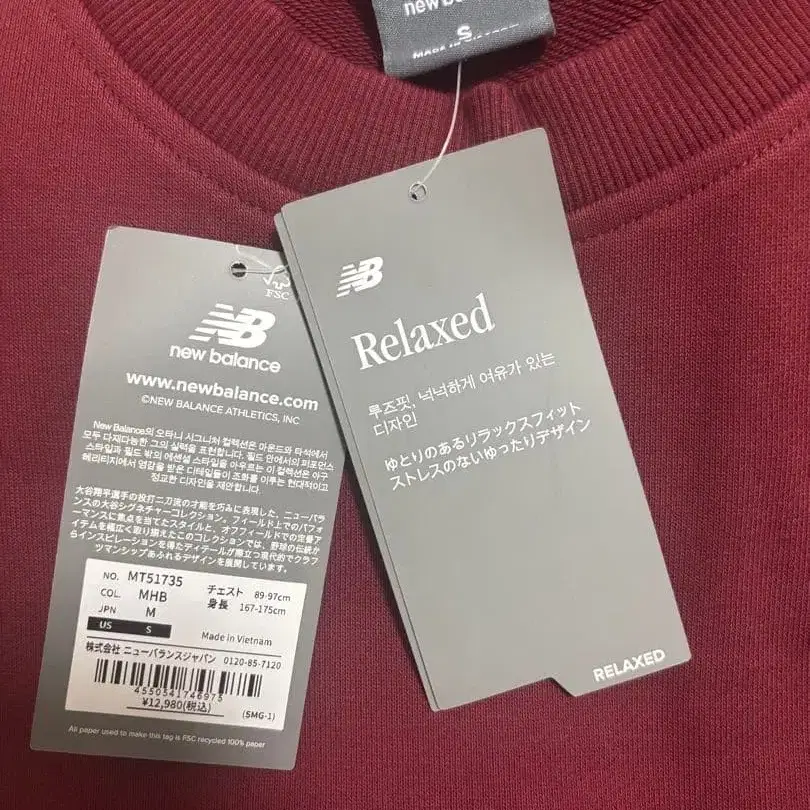 new balance
S
MADE IN VIETNAM
FSC
NB
new balance
www.newbalance.com
©NEW BALANCE ATHLETICS, INC
New Balance의 오타니 시그니처 컬렉션은 마운드와 타석에서
모두 다재다능한 그의 실력을 표현합니다. 필드 안에서의 퍼포먼스
스타일과 필드 밖의 에센셜 스타일을 아우르는 이 컬렉션은 야구
헤리티지에서 영감을 받은 디테일들이 조화를 이루는 현대적이고
정교한 디자인을 제안합니다.
大谷翔平選手の投打二刀流の才能を巧みに表現した、ニューバラ
ンスの大谷シグネチャーコレクション。フィールド上でのパフォ
ーマンスに焦点を当てたスタイルと、オフフィールドでの定番ア
イテムを幅広く取り揃えたこのコレクションでは、野球の伝統か
らインスピレーションを得たディテールが際立つ現代的でクラフ
ツマンシップあふれるデザインを展開しています。
NO. MT51735
COL. MHB
JPN M
US S
チェスト 89-97cm
身長 167-175cm
Made in Vietnam
株式会社 ニューバランスジャパン 0120-85-7120
455054174697
¥12,980(税込)
(5MG-1)
All paper used to make this tag is FSC recycled 100% paper
NB
Relaxed
루즈핏, 넉넉하게 여유가 있는
디자인
ゆとりのあるリラックスフィット
ストレスのないゆったりデザイン
RELAXED